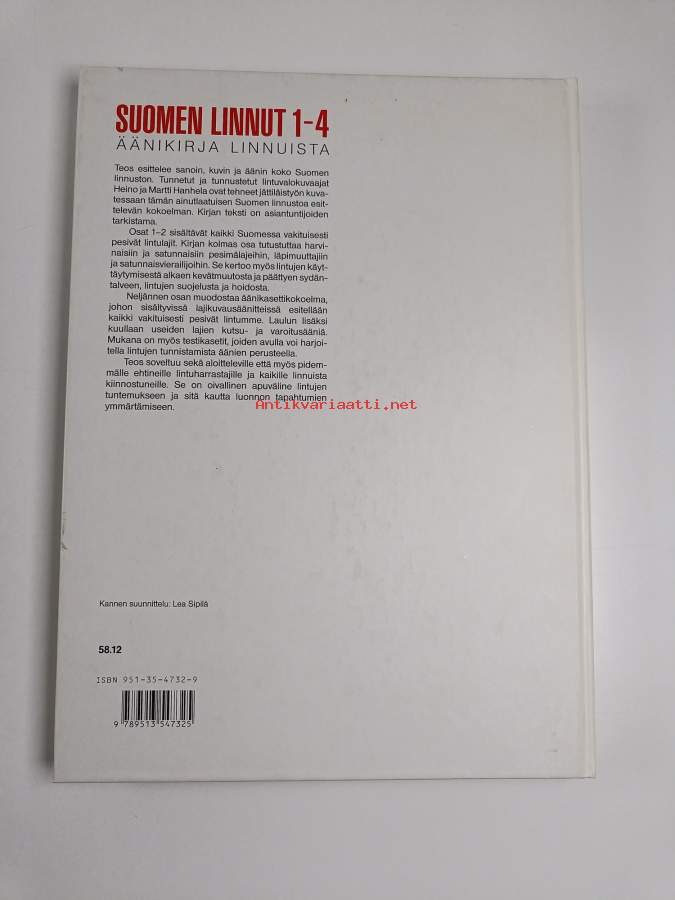 SUOMEN LINNUT 1-4
ÄÄNIKIRJA LINNUISTA
Teos esittelee sanoin, kuvin ja äänin koko Suomen
linnuston. Tunnetut ja tunnustetut lintuvalokuvaajat
Heino ja Martti Hanhela ovat tehneet jättiläistyön kuva-
tessaan tämän ainutlaatuisen Suomen linnustoa esit-
televän kokoelman. Kirjan teksti on asiantuntijoiden
tarkistama.
Osat 1–2 sisältävät kaikki Suomessa vakituisesti
pesivät lintulajit. Kirjan kolmas osa tutustuttaa harvi-
naisiin ja satunnaisiin pesimälajeihin, läpimuuttajiin
ja satunnaisvierailijoihin. Se kertoo myös lintujen käyt-
täytymisestä alkaen kevätmuutosta ja päättyen sydän-
talveen, lintujen suojelusta ja hoidosta.
Neljännen osan muodostaa äänikasettikokoelma,
johon sisältyvissä lajikuvausäänitteissä esitellään
kaikki vakituisesti pesivät lintumme. Laulun lisäksi
kuullaan useiden lajien kutsu- ja varoitusääniä.
Mukana on myös testikasetit, joiden avulla voi harjoi-
tella lintujen tunnistamista äänien perusteella.
Teos soveltuu sekä aloitteleville että myös pidem-
mälle ehtineille lintuharrastajille ja kaikille linnuista
kiinnostuneille. Se on oivallinen apuväline lintujen
tuntemukseen ja sitä kautta luonnon tapahtumien
ymmärtämiseen.
Antikvariaatti.net
Kannen suunnittelu: Lea Sipilä
58.12
ISBN 951-35-4732-9
9 789513 547325